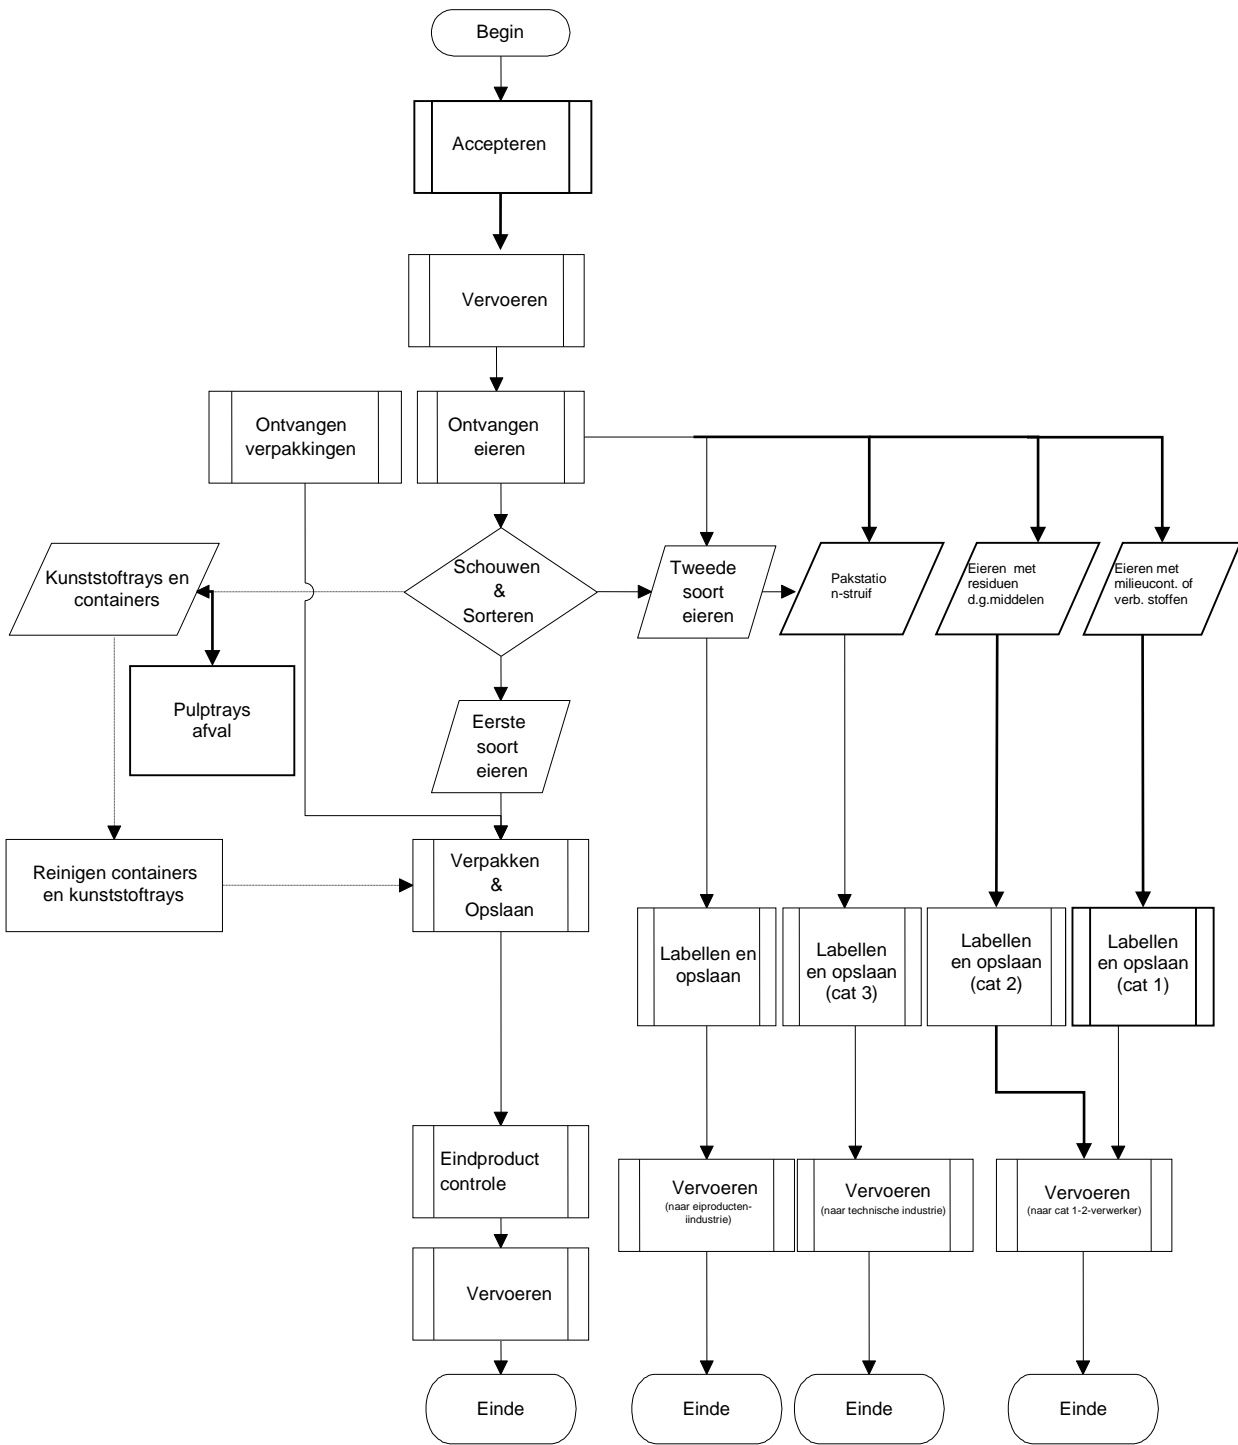 Begin
Accepteren
Vervoeren
Ontvangen
verpakkingen
Ontvangen
eieren
Kunststoftrays en
containers
Schouwen
&
Sorteren
Tweede
soort
eieren
Pakstatio
n-struif
Eieren met
residuen
d.g.middelen
Eieren met
milieucont. of
verb. stoffen
Pulptrays
afval
Eerste
soort
eieren
Reinigen containers
en kunststoftrays
Verpakken
&
Opslaan
Labellen en
opslaan
Labellen
en opslaan
(cat 3)
Labellen
en opslaan
(cat 2)
Labellen
en opslaan
(cat 1)
Eindproduct
controle
Vervoeren
(naar eiproducten-
iindustrie)
Vervoeren
(naar technische industrie)
Vervoeren
(naar cat 1-2-verwerker)
Vervoeren
Einde
Einde
Einde
Einde